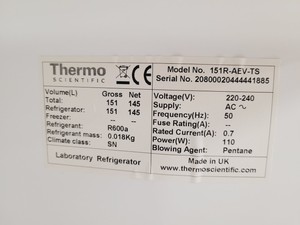 Thermo
SCIENTIFIC
Model No. 151R-AEV-TS
Serial No. 20800020444441885
Volume(L) Gross Net
Total: 151 145
Refrigerator: 151 145
Freezer: -- --
Refrigerant: R600a
Refrigerant mass: 0.018Kg
Climate class: SN
Voltage(V): 220-240
Supply: AC ~
Frequency(Hz): 50
Fuse Rating(A): --
Rated Current(A): 0.7
Power(W): 110
Blowing Agent: Pentane
Laboratory Refrigerator
Made in UK
www.thermoscientific.com